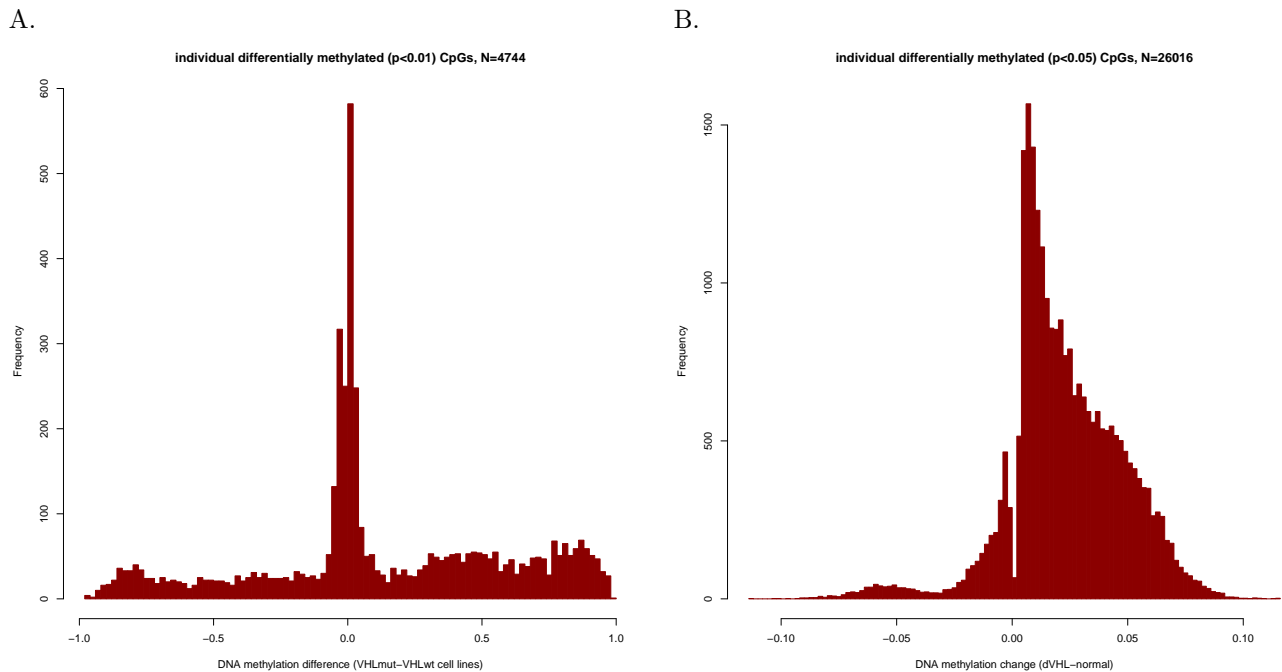 A.
individual differentially methylated (p<0.01) CpGs, N=4744
Frequency
600
500
400
300
200
100
0
−1.0 −0.5 0.0 0.5 1.0
DNA methylation difference (VHLmut−VHLwt cell lines)
B.
individual differentially methylated (p<0.05) CpGs, N=26016
Frequency
1500
1000
500
0
−0.10 −0.05 0.00 0.05 0.10
DNA methylation change (dVHL−normal)